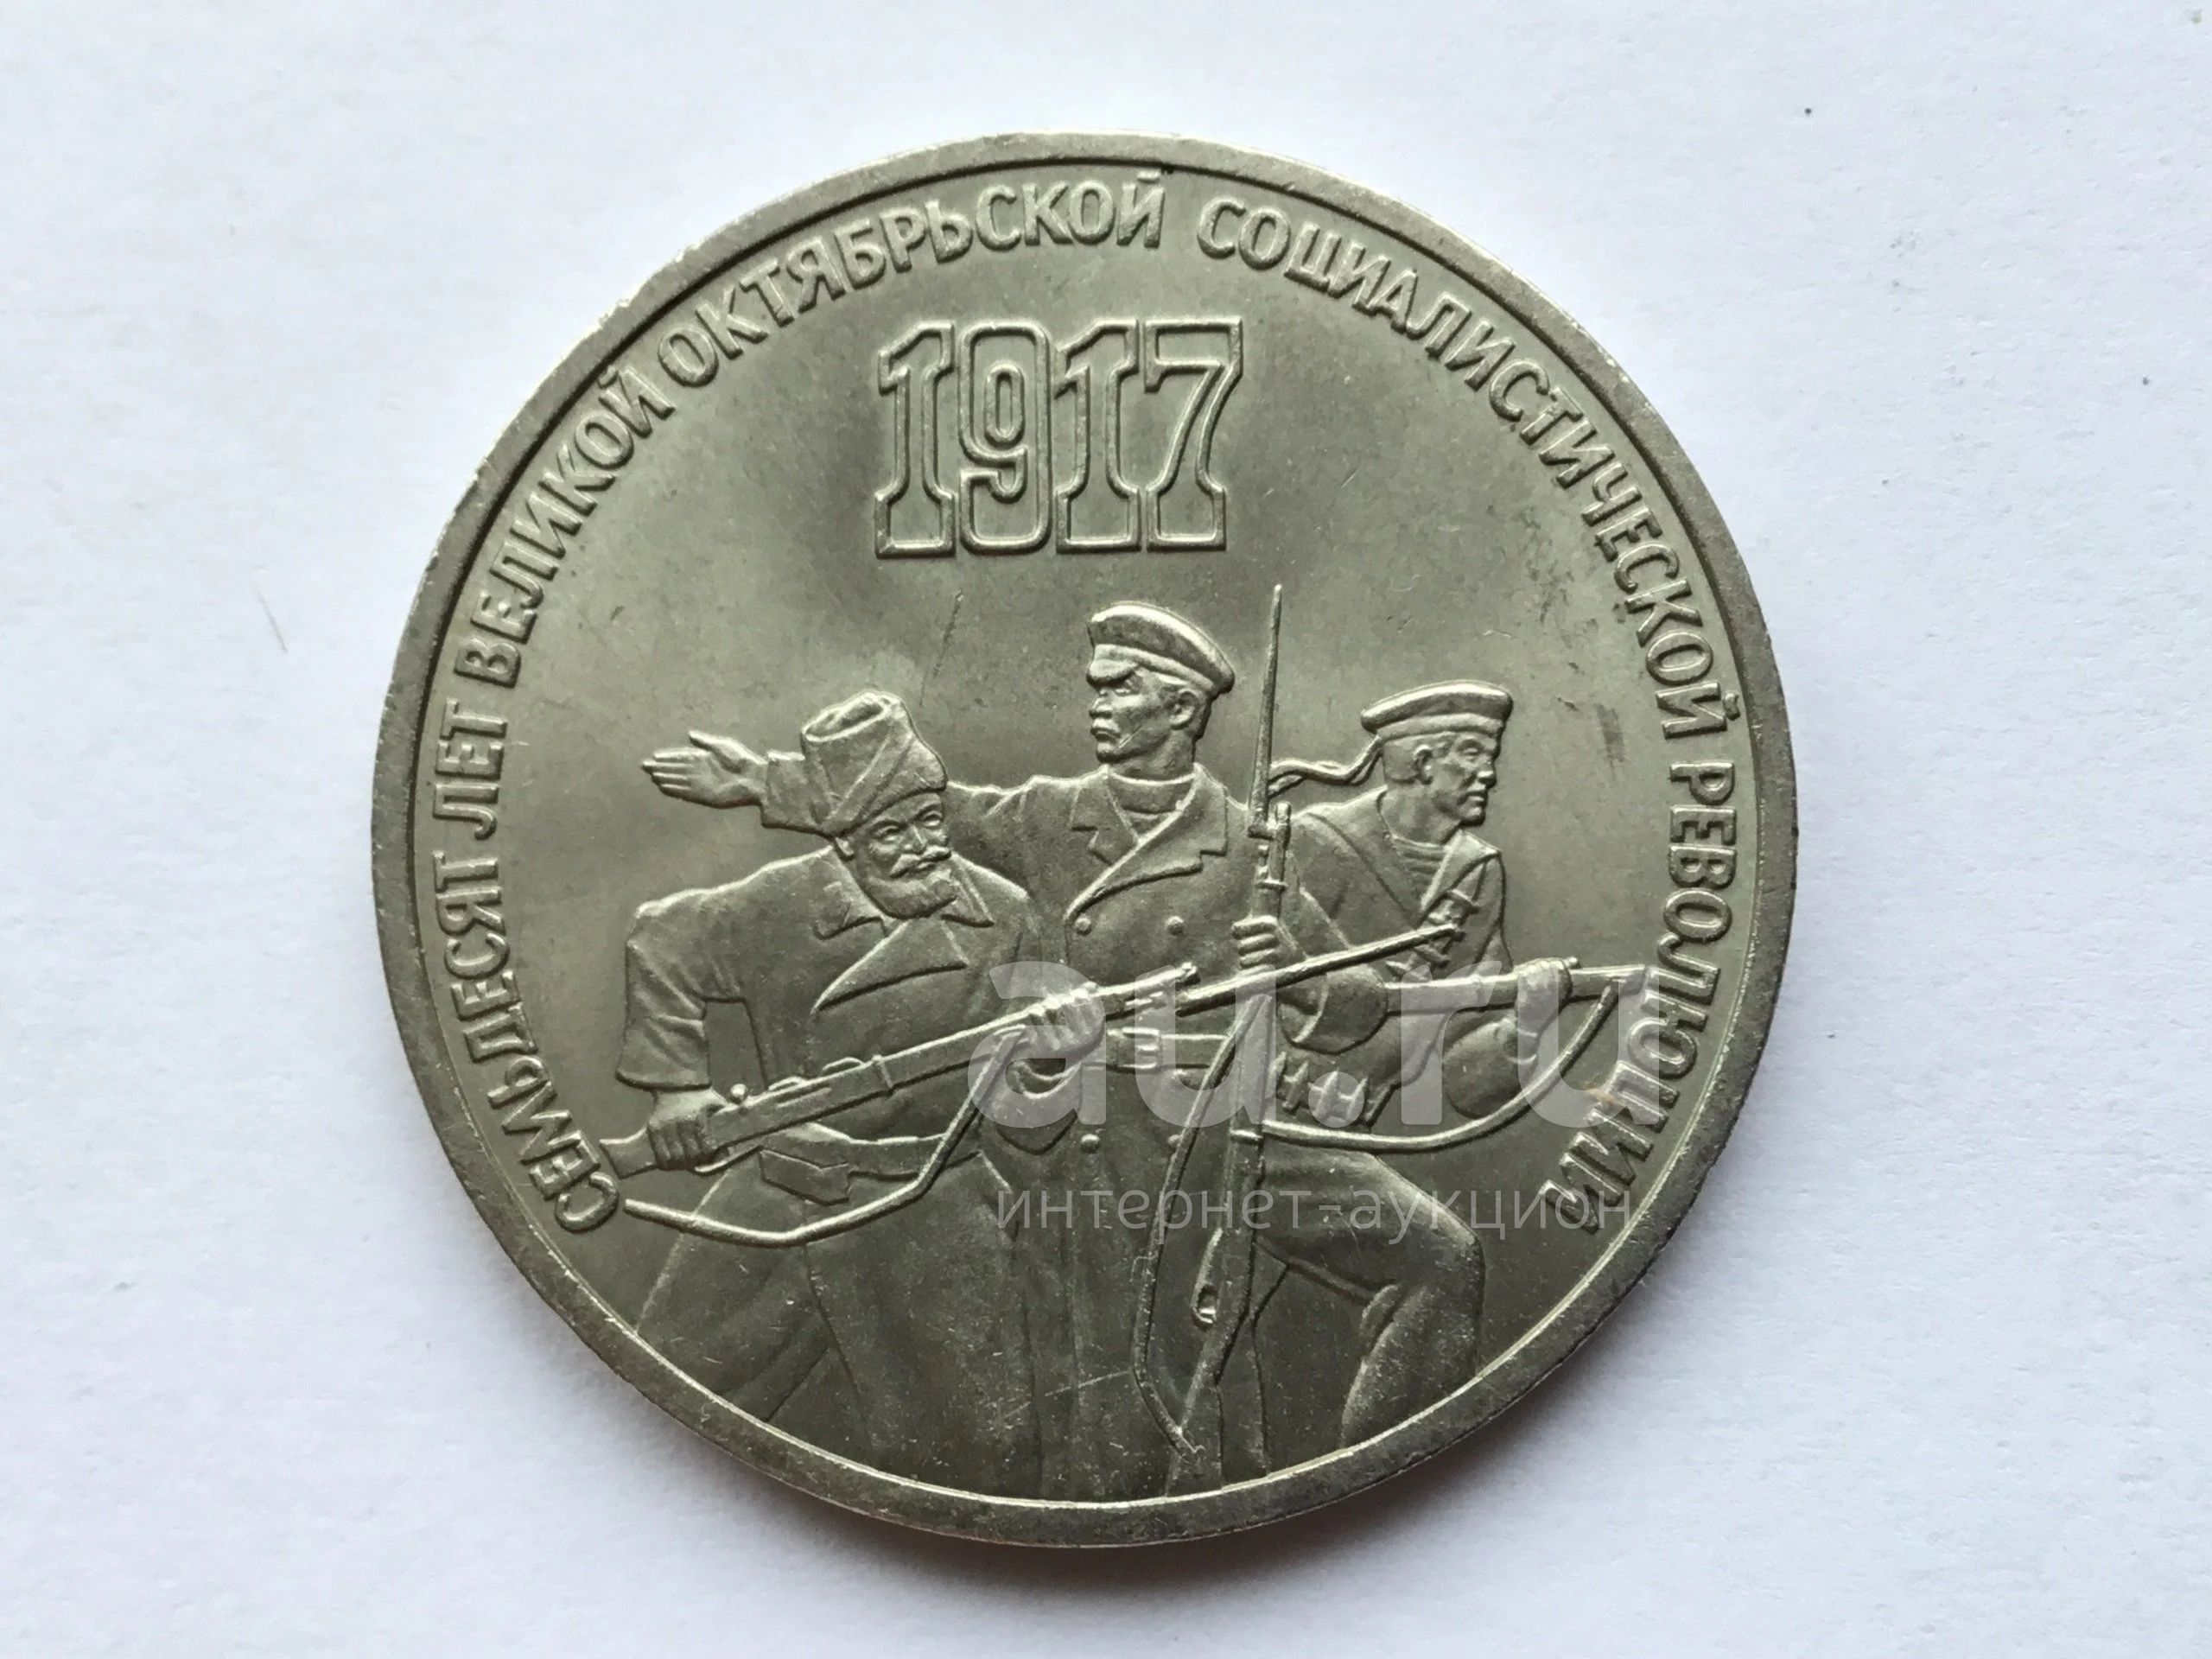 СЕМЬДЕСЯТ ЛЕТ ВЕЛИКОЙ ОКТЯБРЬСКОЙ СОЦИАЛИСТИЧЕСКОЙ РЕВОЛЮЦИИ
1917
au.ru
интернет-аукцион